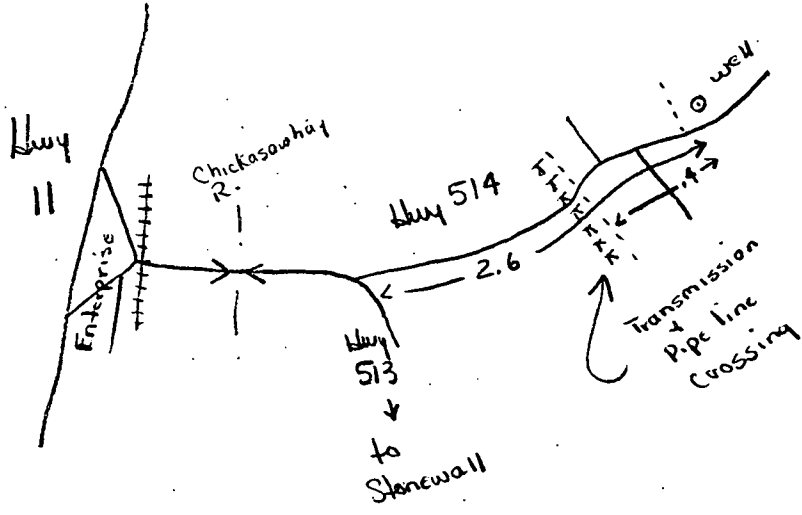 Hwy
11
Enterprise
Chickasawhay
R.
Hwy 514
2.6
.4
well
Hwy
513
to
Stonewall
Transmission
+
Pipe line
Crossing